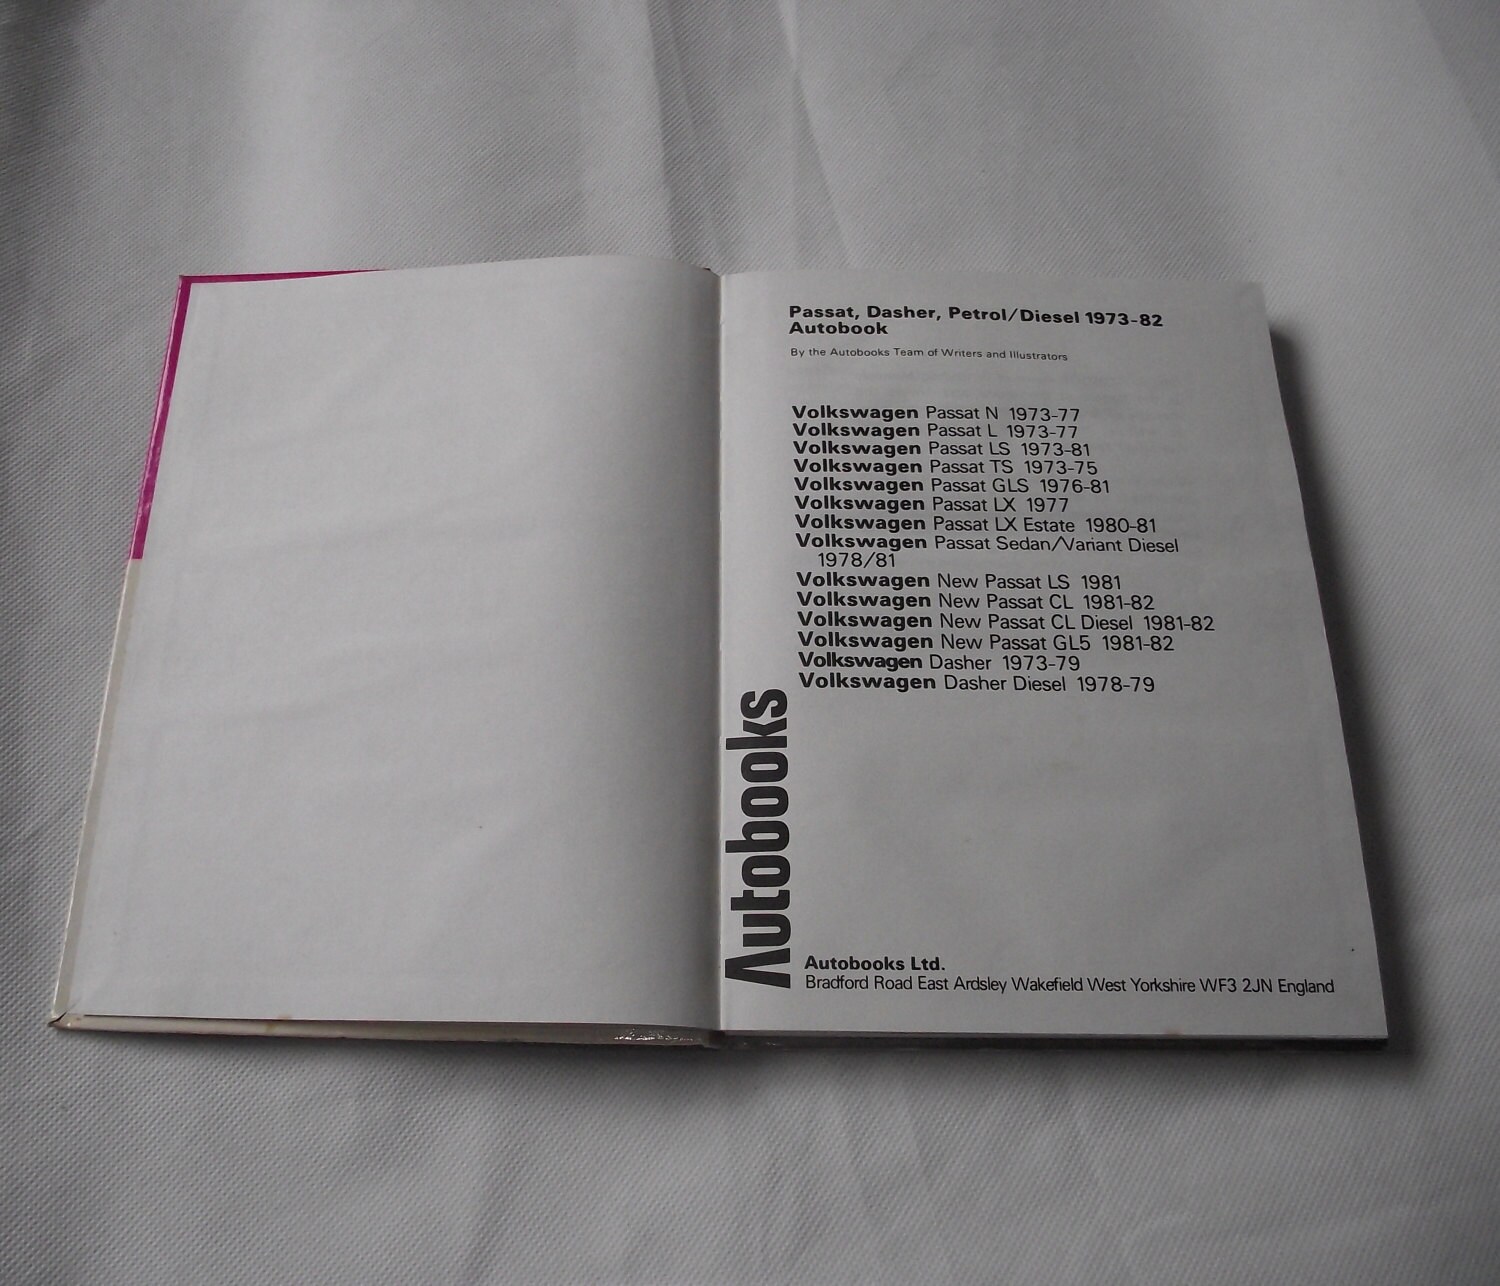 Passat, Dasher, Petrol/Diesel 1973-82
Autobook
By the Autobooks Team of Writers and Illustrators
Volkswagen Passat N 1973-77
Volkswagen Passat L 1973-77
Volkswagen Passat LS 1973-81
Volkswagen Passat TS 1973-75
Volkswagen Passat GLS 1976-81
Volkswagen Passat LX 1977
Volkswagen Passat LX Estate 1980-81
Volkswagen Passat Sedan/Variant Diesel
1978/81
Volkswagen New Passat LS 1981
Volkswagen New Passat CL 1981-82
Volkswagen New Passat CL Diesel 1981-82
Volkswagen New Passat GL5 1981-82
Volkswagen Dasher 1973-79
Volkswagen Dasher Diesel 1978-79
Autobooks
Autobooks Ltd.
Bradford Road East Ardsley Wakefield West Yorkshire WF3 2JN England